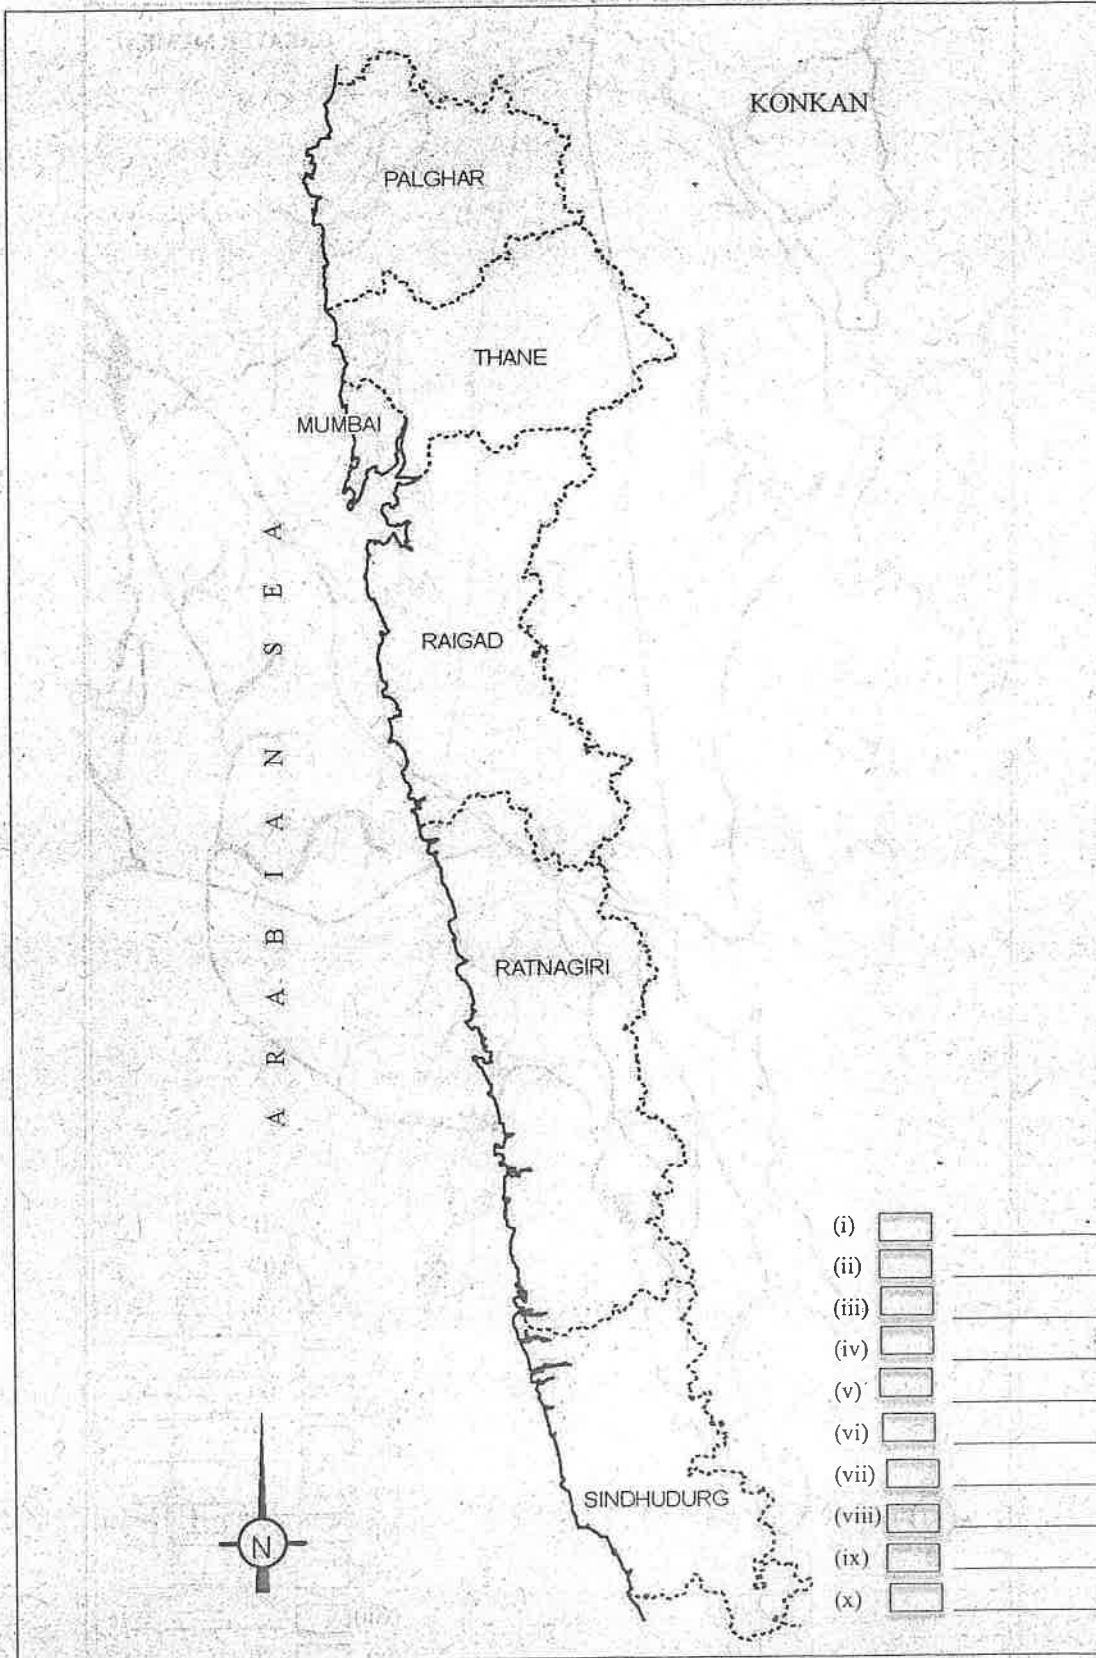 KONKAN
PALGHAR
THANE
MUMBAI
ARABIAN SEA
RAIGAD
RATNAGIRI
SINDHUDURG
N
(i)
(ii)
(iii)
(iv)
(v)
(vi)
(vii)
(viii)
(ix)
(x)